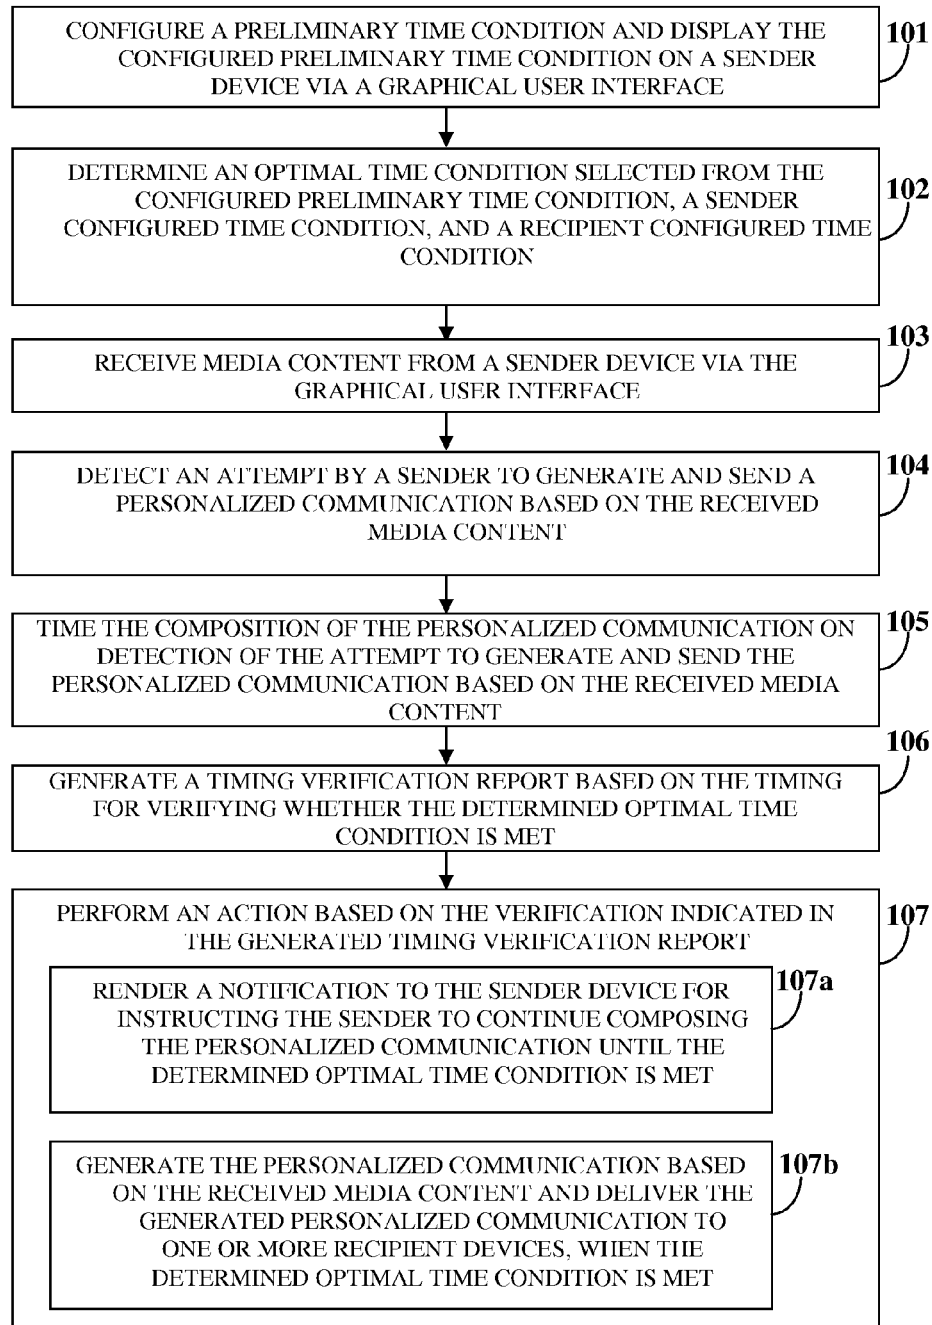 CONFIGURE A PRELIMINARY TIME CONDITION AND DISPLAY THE
CONFIGURED PRELIMINARY TIME CONDITION ON A SENDER
DEVICE VIA A GRAPHICAL USER INTERFACE
101
DETERMINE AN OPTIMAL TIME CONDITION SELECTED FROM THE
CONFIGURED PRELIMINARY TIME CONDITION, A SENDER
CONFIGURED TIME CONDITION, AND A RECIPIENT CONFIGURED TIME
CONDITION
102
RECEIVE MEDIA CONTENT FROM A SENDER DEVICE VIA THE
GRAPHICAL USER INTERFACE
103
DETECT AN ATTEMPT BY A SENDER TO GENERATE AND SEND A
PERSONALIZED COMMUNICATION BASED ON THE RECEIVED
MEDIA CONTENT
104
TIME THE COMPOSITION OF THE PERSONALIZED COMMUNICATION ON
DETECTION OF THE ATTEMPT TO GENERATE AND SEND THE
PERSONALIZED COMMUNICATION BASED ON THE RECEIVED MEDIA
CONTENT
105
GENERATE A TIMING VERIFICATION REPORT BASED ON THE TIMING
FOR VERIFYING WHETHER THE DETERMINED OPTIMAL TIME
CONDITION IS MET
106
PERFORM AN ACTION BASED ON THE VERIFICATION INDICATED IN
THE GENERATED TIMING VERIFICATION REPORT
107
RENDER A NOTIFICATION TO THE SENDER DEVICE FOR
INSTRUCTING THE SENDER TO CONTINUE COMPOSING
THE PERSONALIZED COMMUNICATION UNTIL THE
DETERMINED OPTIMAL TIME CONDITION IS MET
107a
GENERATE THE PERSONALIZED COMMUNICATION BASED
ON THE RECEIVED MEDIA CONTENT AND DELIVER THE
GENERATED PERSONALIZED COMMUNICATION TO
ONE OR MORE RECIPIENT DEVICES, WHEN THE
DETERMINED OPTIMAL TIME CONDITION IS MET
107b